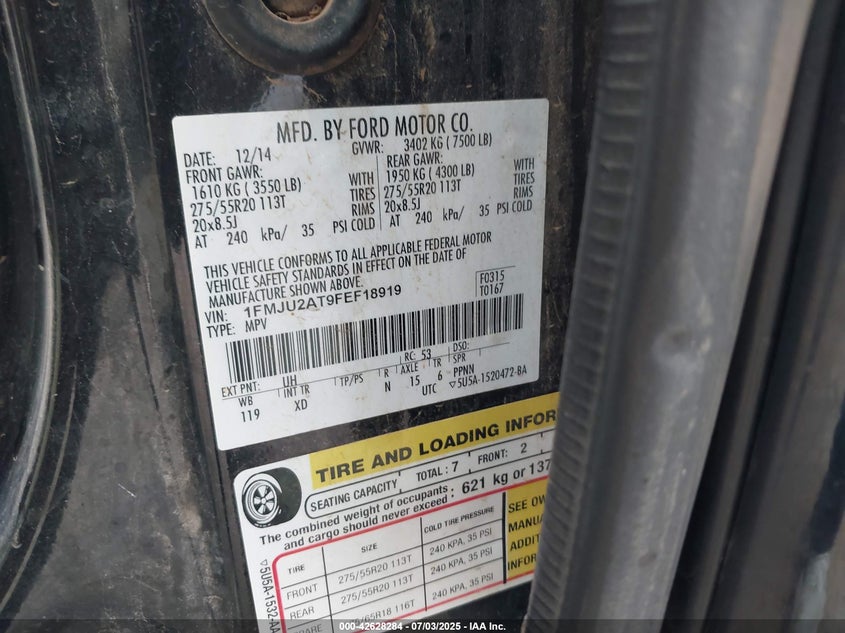 MFD. BY FORD MOTOR CO.
DATE: 12/14 GVWR: 3402 KG ( 7500 LB)
FRONT GAWR: REAR GAWR:
1610 KG ( 3550 LB) WITH 1950 KG ( 4300 LB) WITH
275/55R20 113T TIRES 275/55R20 113T TIRES
20x8.5J RIMS 20x8.5J RIMS
AT 240 kPa/ 35 PSI COLD AT 240 kPa/ 35 PSI COLD
THIS VEHICLE CONFORMS TO ALL APPLICABLE FEDERAL MOTOR
VEHICLE SAFETY STANDARDS IN EFFECT ON THE DATE OF
MANUFACTURE SHOWN ABOVE.
VIN: 1FMJU2AT9FEF18919 F0315
TYPE: MPV T0167
EXT PNT: UH RC: 53 DSO:
WB INT TR TP/PS R AXLE TR SPR
119 XD N 15 6 PPNN
UTC ▽5U5A-1520472-BA
TIRE AND LOADING INFOR
SEATING CAPACITY TOTAL: 7 FRONT: 2
The combined weight of occupants
and cargo should never exceed : 621 kg or 137
TIRE SIZE COLD TIRE PRESSURE
FRONT 275/55R20 113T 240 KPA, 35 PSI
REAR 275/55R20 113T 240 KPA, 35 PSI
65R18 116T 240 KPA, 35 PSI
SEE OW
MANUA
ADDIT
INFOR
▽5U5A-1532-AA
000-42628284 - 07/03/2025 - IAA Inc.